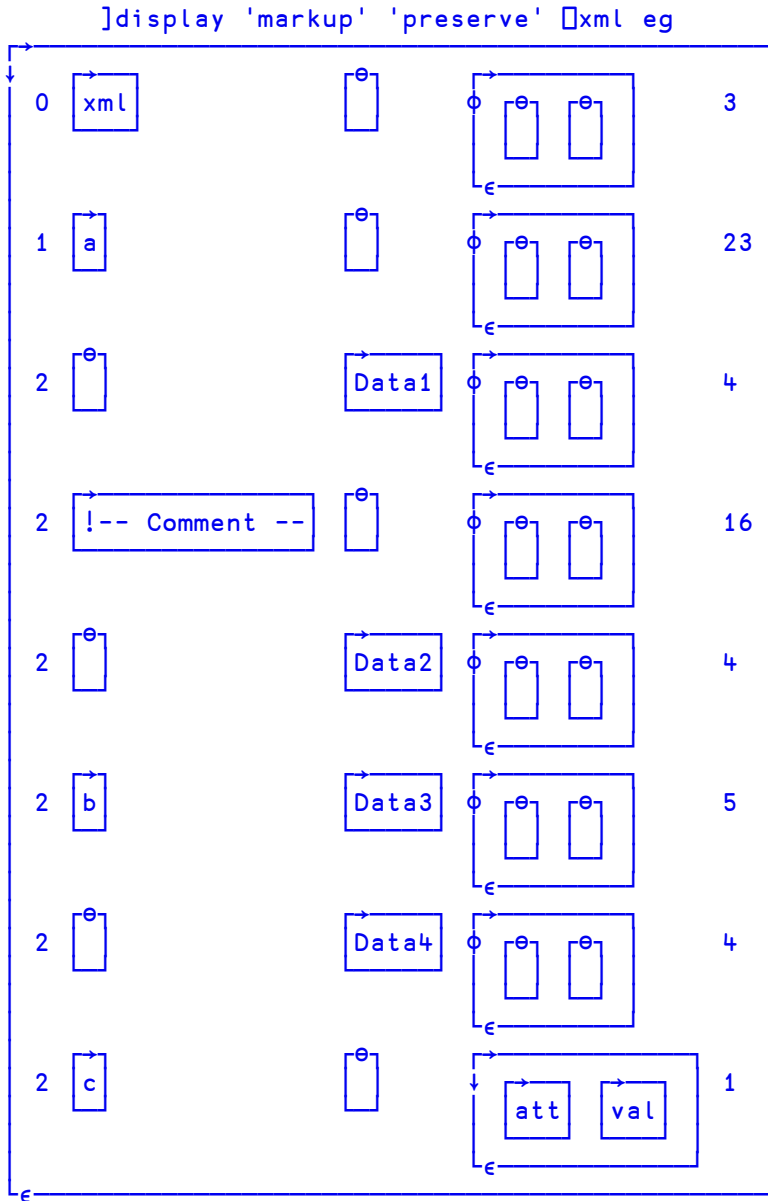 ]display 'markup' 'preserve' ⎕xml eg
0 xml 3
1 a 23
2 Data1 4
2 !-- Comment -- 16
2 Data2 4
2 b Data3 5
2 Data4 4
2 c att val 1